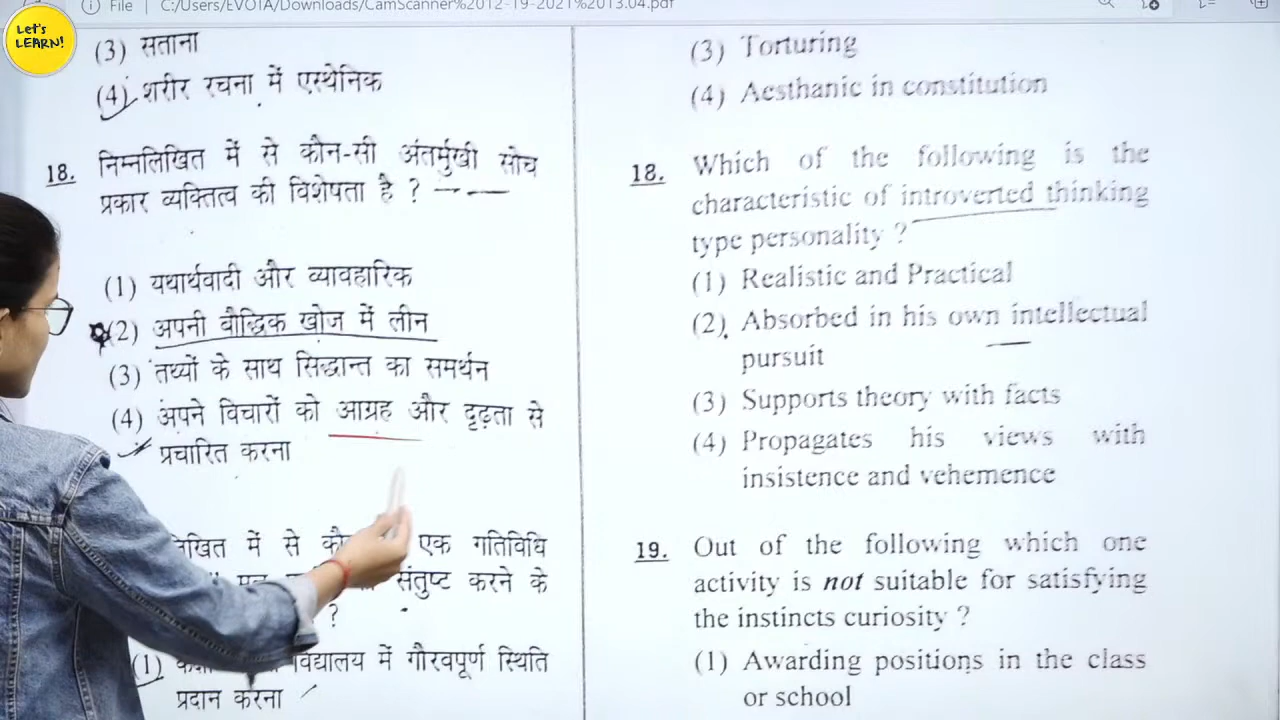 File
C:/Users/EVOTA/Downloads/CamScanner%2012-19-2021%2013.04.pdf
Let's
LEARN!
(3) सताना
(4) शरीर रचना में एस्थेनिक
18. निम्नलिखित में से कौन-सी अंतर्मुखी सोच
प्रकार व्यक्तित्व की विशेषता है ?
(1) यथार्थवादी और व्यावहारिक
(2) अपनी बौद्धिक खोज में लीन
(3) तथ्यों के साथ सिद्धान्त का समर्थन
(4) अपने विचारों को आग्रह और दृढ़ता से
प्रचारित करना
में से एक गतिविधि
संतुष्ट करने के
?
(1) विद्यालय में गौरवपूर्ण स्थिति
प्रदान करना
(3) Torturing
(4) Aesthanic in constitution
18. Which of the following is the
characteristic of introverted thinking
type personality ?
(1) Realistic and Practical
(2) Absorbed in his own intellectual
pursuit
(3) Supports theory with facts
(4) Propagates his views with
insistence and vehemence
19. Out of the following which one
activity is not suitable for satisfying
the instincts curiosity ?
(1) Awarding positions in the class
or school